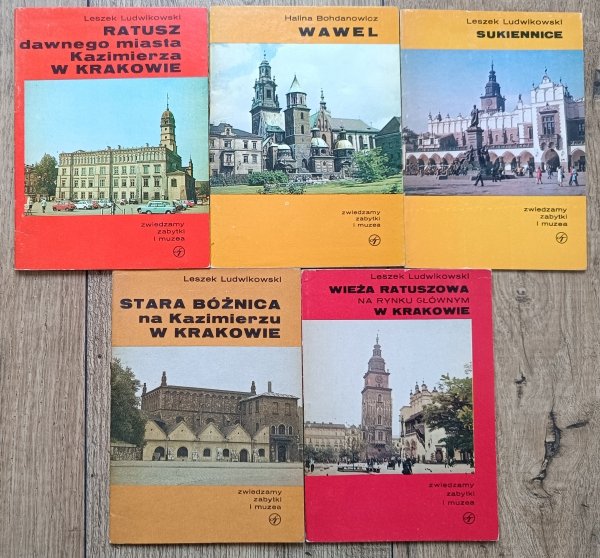 Leszek Ludwikowski
RATUSZ
dawnego miasta
Kazimierza
W KRAKOWIE
zwiedzamy
zabytki
i muzea
Halina Bohdanowicz
WAWEL
zwiedzamy
zabytki
i muzea
Leszek Ludwikowski
SUKIENNICE
zwiedzamy
zabytki
i muzea
Leszek Ludwikowski
STARA BÓŻNICA
na Kazimierzu
W KRAKOWIE
zwiedzamy
zabytki
i muzea
Leszek Ludwikowski
WIEŻA RATUSZOWA
NA RYNKU GŁÓWNYM
W KRAKOWIE
zwiedzamy
zabytki
i muzea